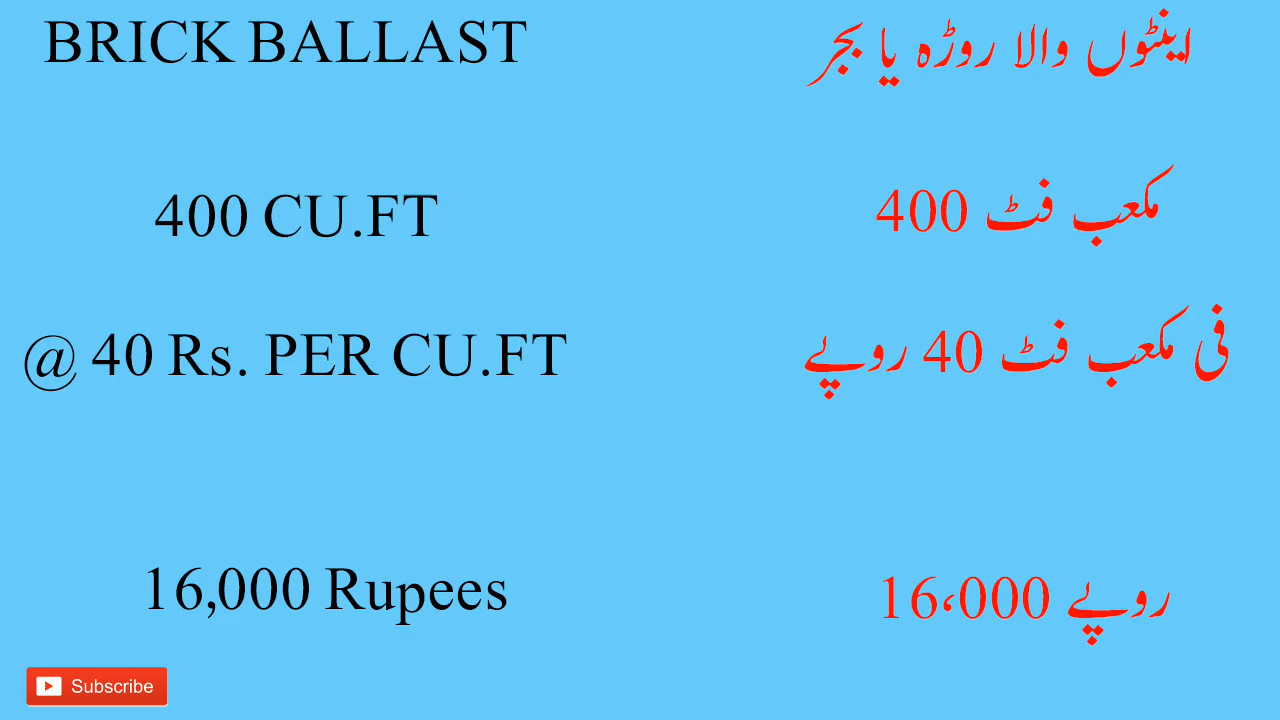 BRICK BALLAST
اینٹوں والا روڑہ یا بجر
400 CU.FT
400 مکعب فٹ
@ 40 Rs. PER CU.FT
فی مکعب فٹ 40 روپے
16,000 Rupees
16،000 روپے
Subscribe